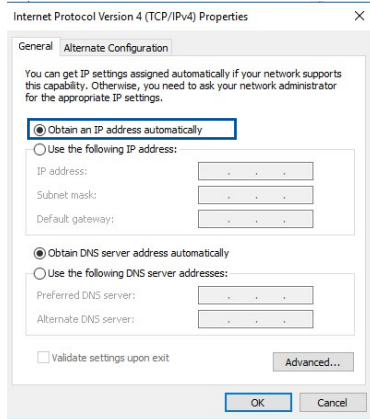 Internet Protocol Version 4 (TCP/IPv4) Properties
General
Alternate Configuration
You can get IP settings assigned automatically if your network supports
this capability. Otherwise, you need to ask your network administrator
for the appropriate IP settings.
Obtain an IP address automatically
Use the following IP address:
IP address:
Subnet mask:
Default gateway:
Obtain DNS server address automatically
Use the following DNS server addresses:
Preferred DNS server:
Alternate DNS server:
Validate settings upon exit
Advanced...
OK
Cancel